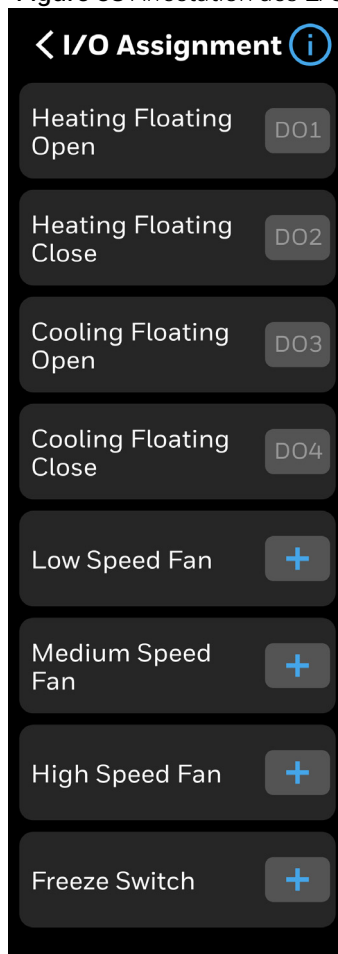 I/O Assignment
Heating Floating
Open
DO1
Heating Floating
Close
DO2
Cooling Floating
Open
DO3
Cooling Floating
Close
DO4
Low Speed Fan
+
Medium Speed
Fan
+
High Speed Fan
+
Freeze Switch
+